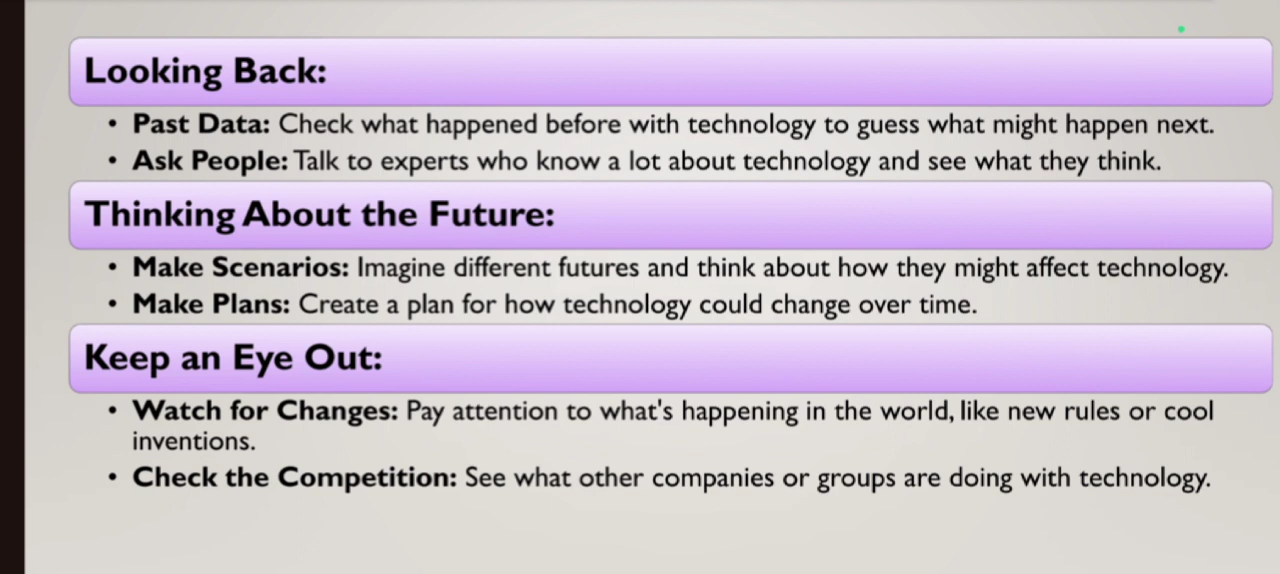 Looking Back:
• Past Data: Check what happened before with technology to guess what might happen next.
• Ask People: Talk to experts who know a lot about technology and see what they think.
Thinking About the Future:
• Make Scenarios: Imagine different futures and think about how they might affect technology.
• Make Plans: Create a plan for how technology could change over time.
Keep an Eye Out:
• Watch for Changes: Pay attention to what's happening in the world, like new rules or cool
inventions.
• Check the Competition: See what other companies or groups are doing with technology.